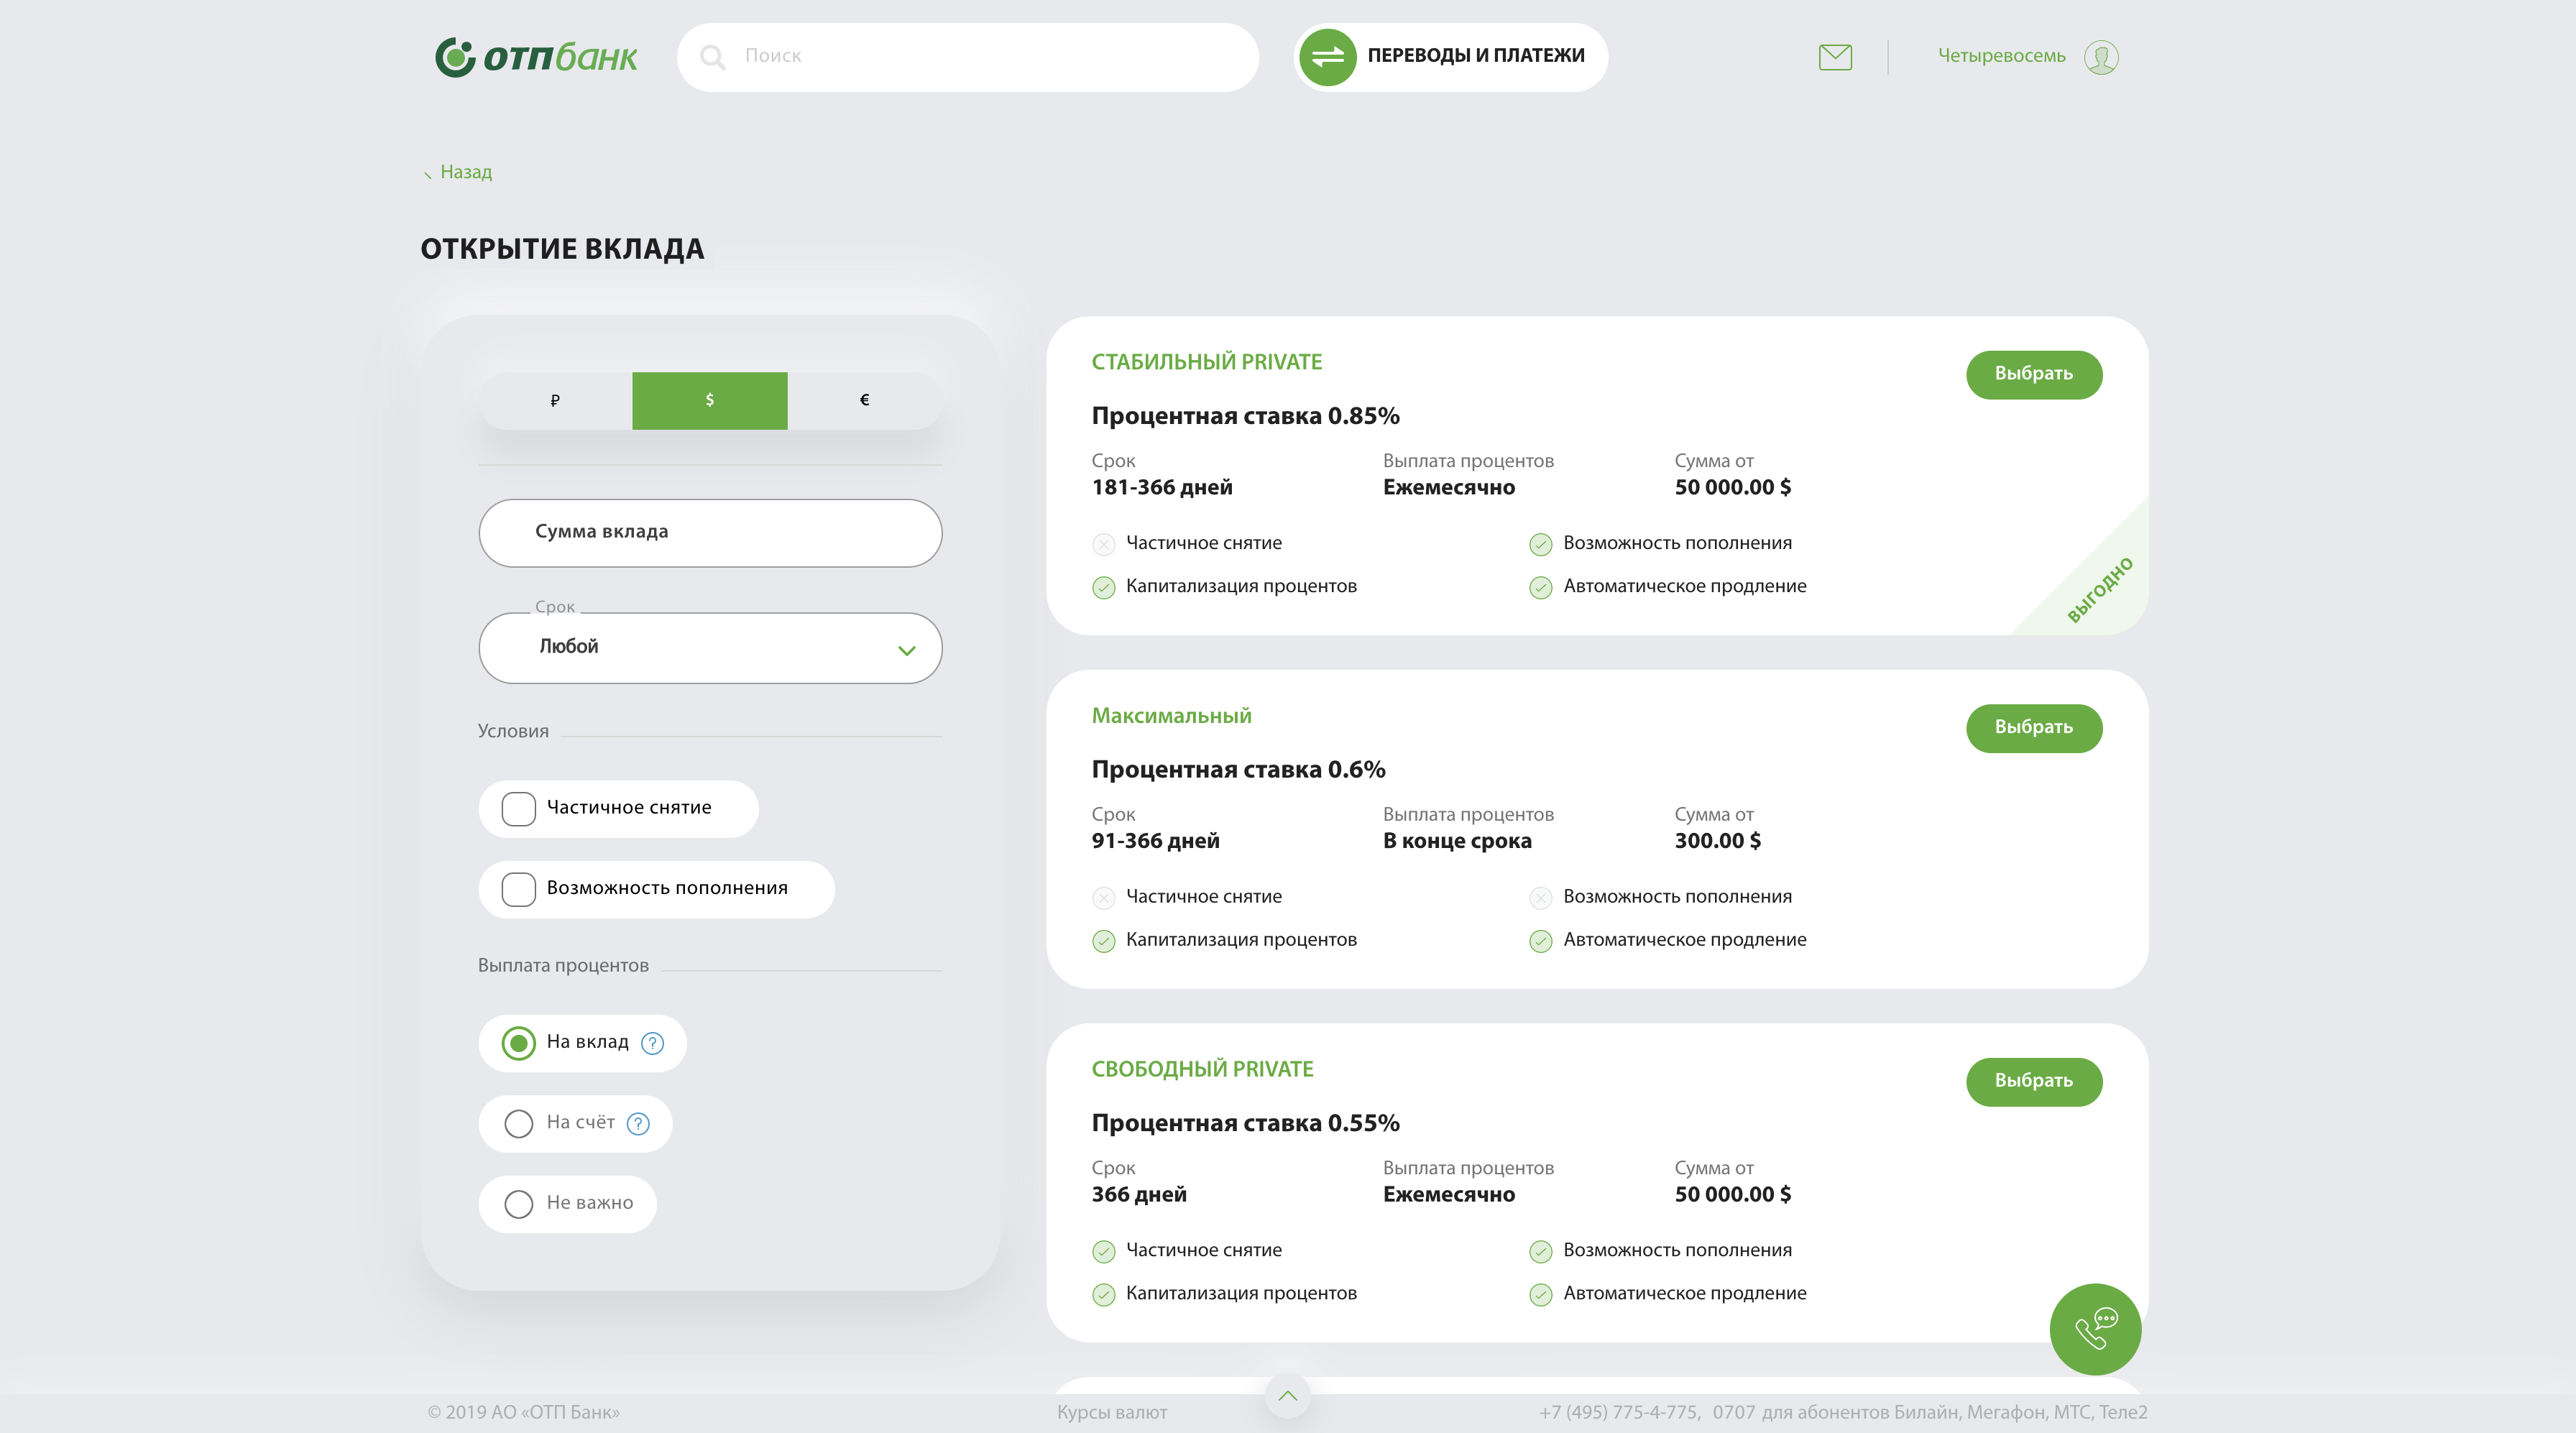 отпбанк
Поиск
ПЕРЕВОДЫ И ПЛАТЕЖИ
Четыревосемь
Назад
ОТКРЫТИЕ ВКЛАДА
₽
$
€
Сумма вклада
Срок
Любой
Условия
Частичное снятие
Возможность пополнения
Выплата процентов
На вклад ?
На счёт ?
Не важно
СТАБИЛЬНЫЙ PRIVATE
Выбрать
Процентная ставка 0.85%
Срок Выплата процентов Сумма от
181-366 дней Ежемесячно 50 000.00 $
Частичное снятие Возможность пополнения
Капитализация процентов Автоматическое продление
ВЫГОДНО
Максимальный
Выбрать
Процентная ставка 0.6%
Срок Выплата процентов Сумма от
91-366 дней В конце срока 300.00 $
Частичное снятие Возможность пополнения
Капитализация процентов Автоматическое продление
СВОБОДНЫЙ PRIVATE
Выбрать
Процентная ставка 0.55%
Срок Выплата процентов Сумма от
366 дней Ежемесячно 50 000.00 $
Частичное снятие Возможность пополнения
Капитализация процентов Автоматическое продление
© 2019 АО «ОТП Банк»
Курсы валют
+7 (495) 775-4-775, 0707 для абонентов Билайн, Мегафон, МТС, Теле2